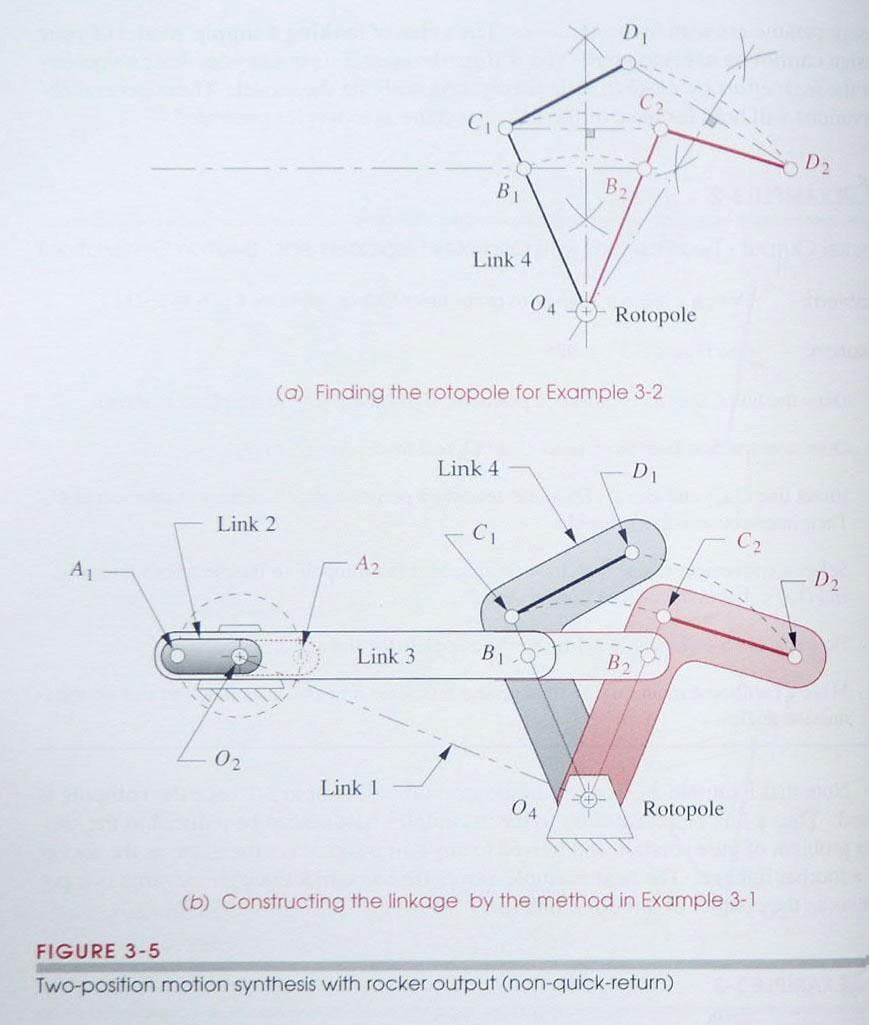 D1
C1
C2
D2
B1
B2
Link 4
O4
Rotopole
(a) Finding the rotopole for Example 3-2
Link 4
D1
Link 2
C1
C2
A1
A2
D2
Link 3
B1
B2
O2
Link 1
O4
Rotopole
(b) Constructing the linkage by the method in Example 3-1
FIGURE 3-5
Two-position motion synthesis with rocker output (non-quick-return)